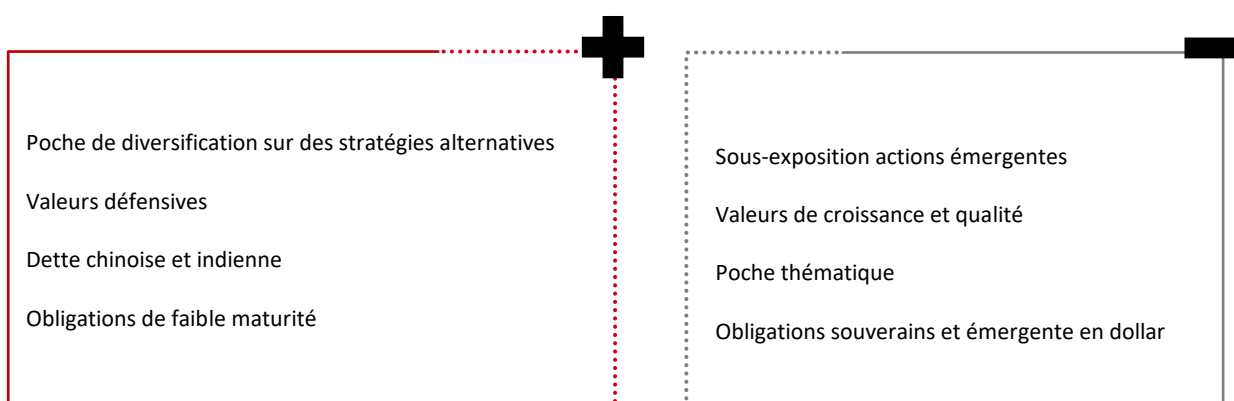 Poche de diversification sur des stratégies alternatives
Valeurs défensives
Dette chinoise et indienne
Obligations de faible maturité
Sous-exposition actions émergentes
Valeurs de croissance et qualité
Poche thématique
Obligations souverains et émergente en dollar